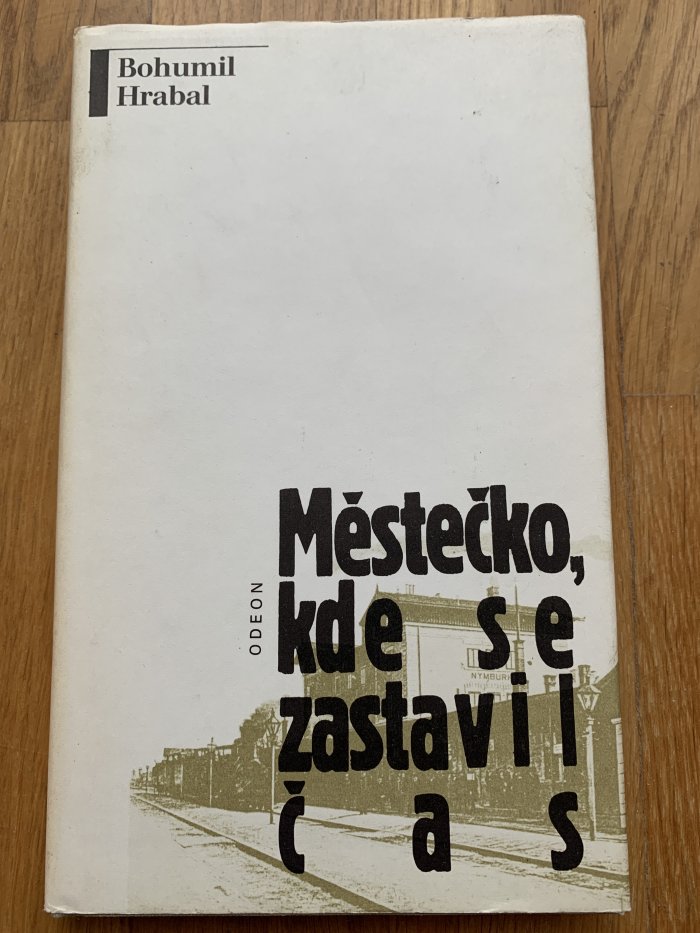 Bohumil
Hrabal
Městečko,
kde se
zastavil
čas
ODEON
NYMBURK